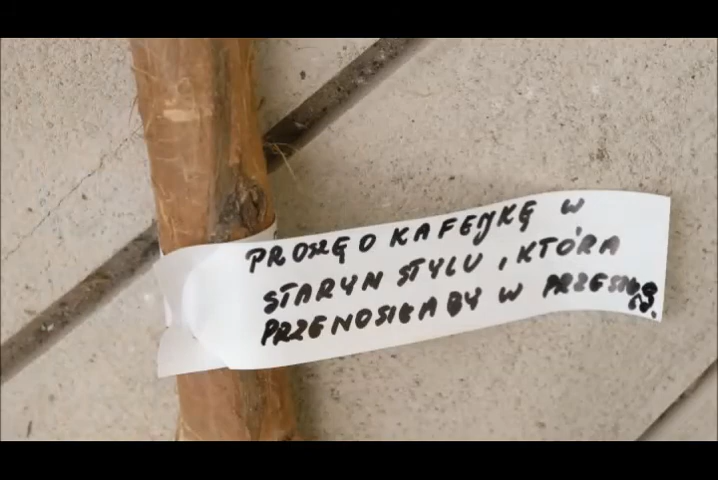 PROSZĘ O KAFEJKĘ W
STARYM STYLU, KTÓRA
PRZENOSIŁABY W PRZESZŁOŚĆ.